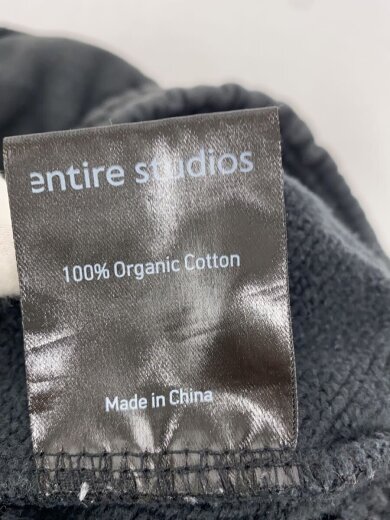 entire studios
100% Organic Cotton
Made in China